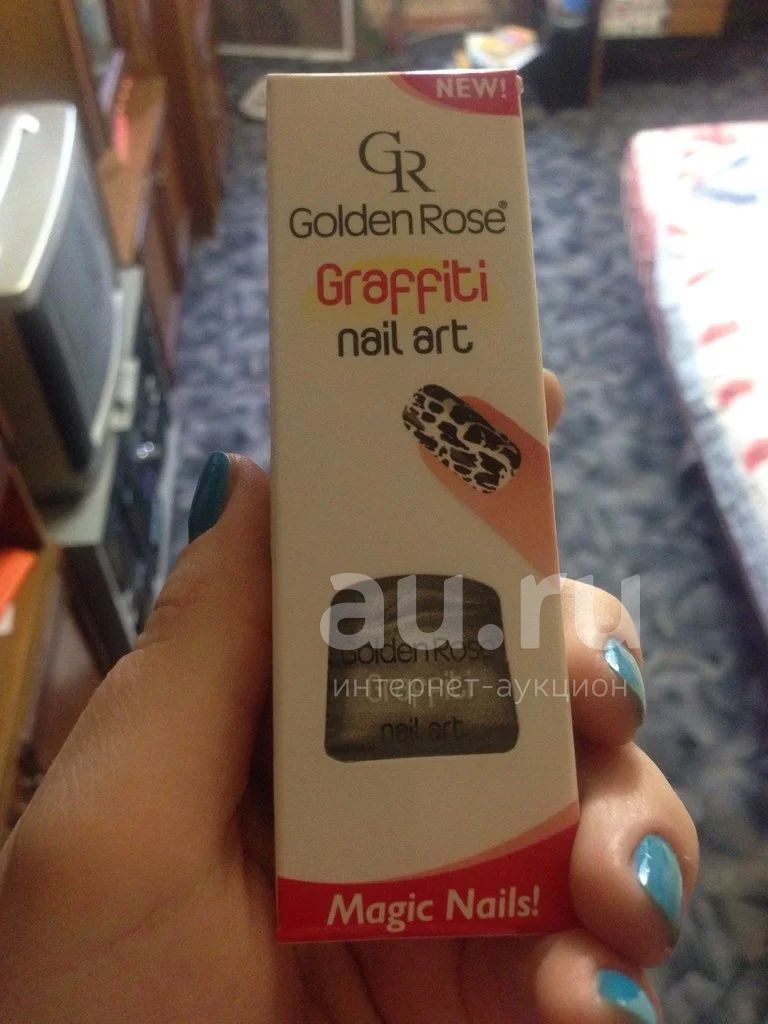 NEW!
GR
Golden Rose®
Graffiti
nail art
au.ru
Golden Rose
интернет-аукцион
Graffiti
nail art
Magic Nails!